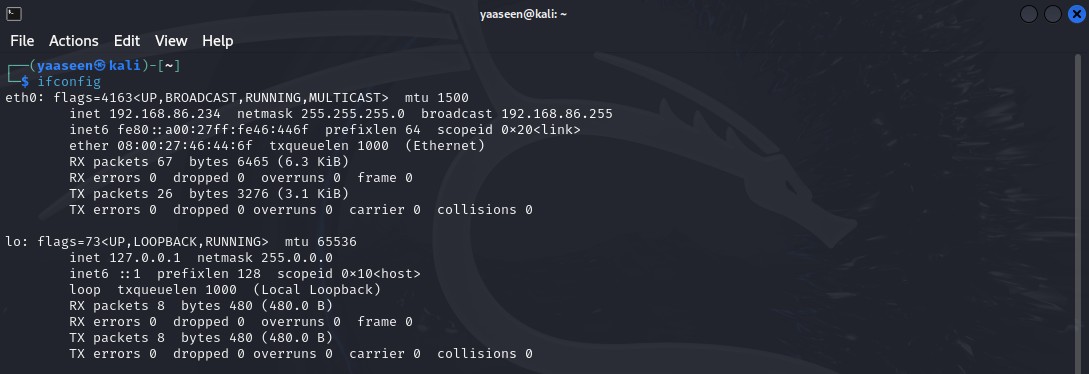 yaaseen@kali: ~
File Actions Edit View Help
┌──(yaaseen㉿kali)-[~]
└─$ ifconfig
eth0: flags=4163<UP,BROADCAST,RUNNING,MULTICAST>  mtu 1500
        inet 192.168.86.234  netmask 255.255.255.0  broadcast 192.168.86.255
        inet6 fe80::a00:27ff:fe46:446f  prefixlen 64  scopeid 0×20<link>
        ether 08:00:27:46:44:6f  txqueuelen 1000  (Ethernet)
        RX packets 67  bytes 6465 (6.3 KiB)
        RX errors 0  dropped 0  overruns 0  frame 0
        TX packets 26  bytes 3276 (3.1 KiB)
        TX errors 0  dropped 0 overruns 0  carrier 0  collisions 0
lo: flags=73<UP,LOOPBACK,RUNNING>  mtu 65536
        inet 127.0.0.1  netmask 255.0.0.0
        inet6 ::1  prefixlen 128  scopeid 0×10<host>
        loop  txqueuelen 1000  (Local Loopback)
        RX packets 8  bytes 480 (480.0 B)
        RX errors 0  dropped 0  overruns 0  frame 0
        TX packets 8  bytes 480 (480.0 B)
        TX errors 0  dropped 0 overruns 0  carrier 0  collisions 0